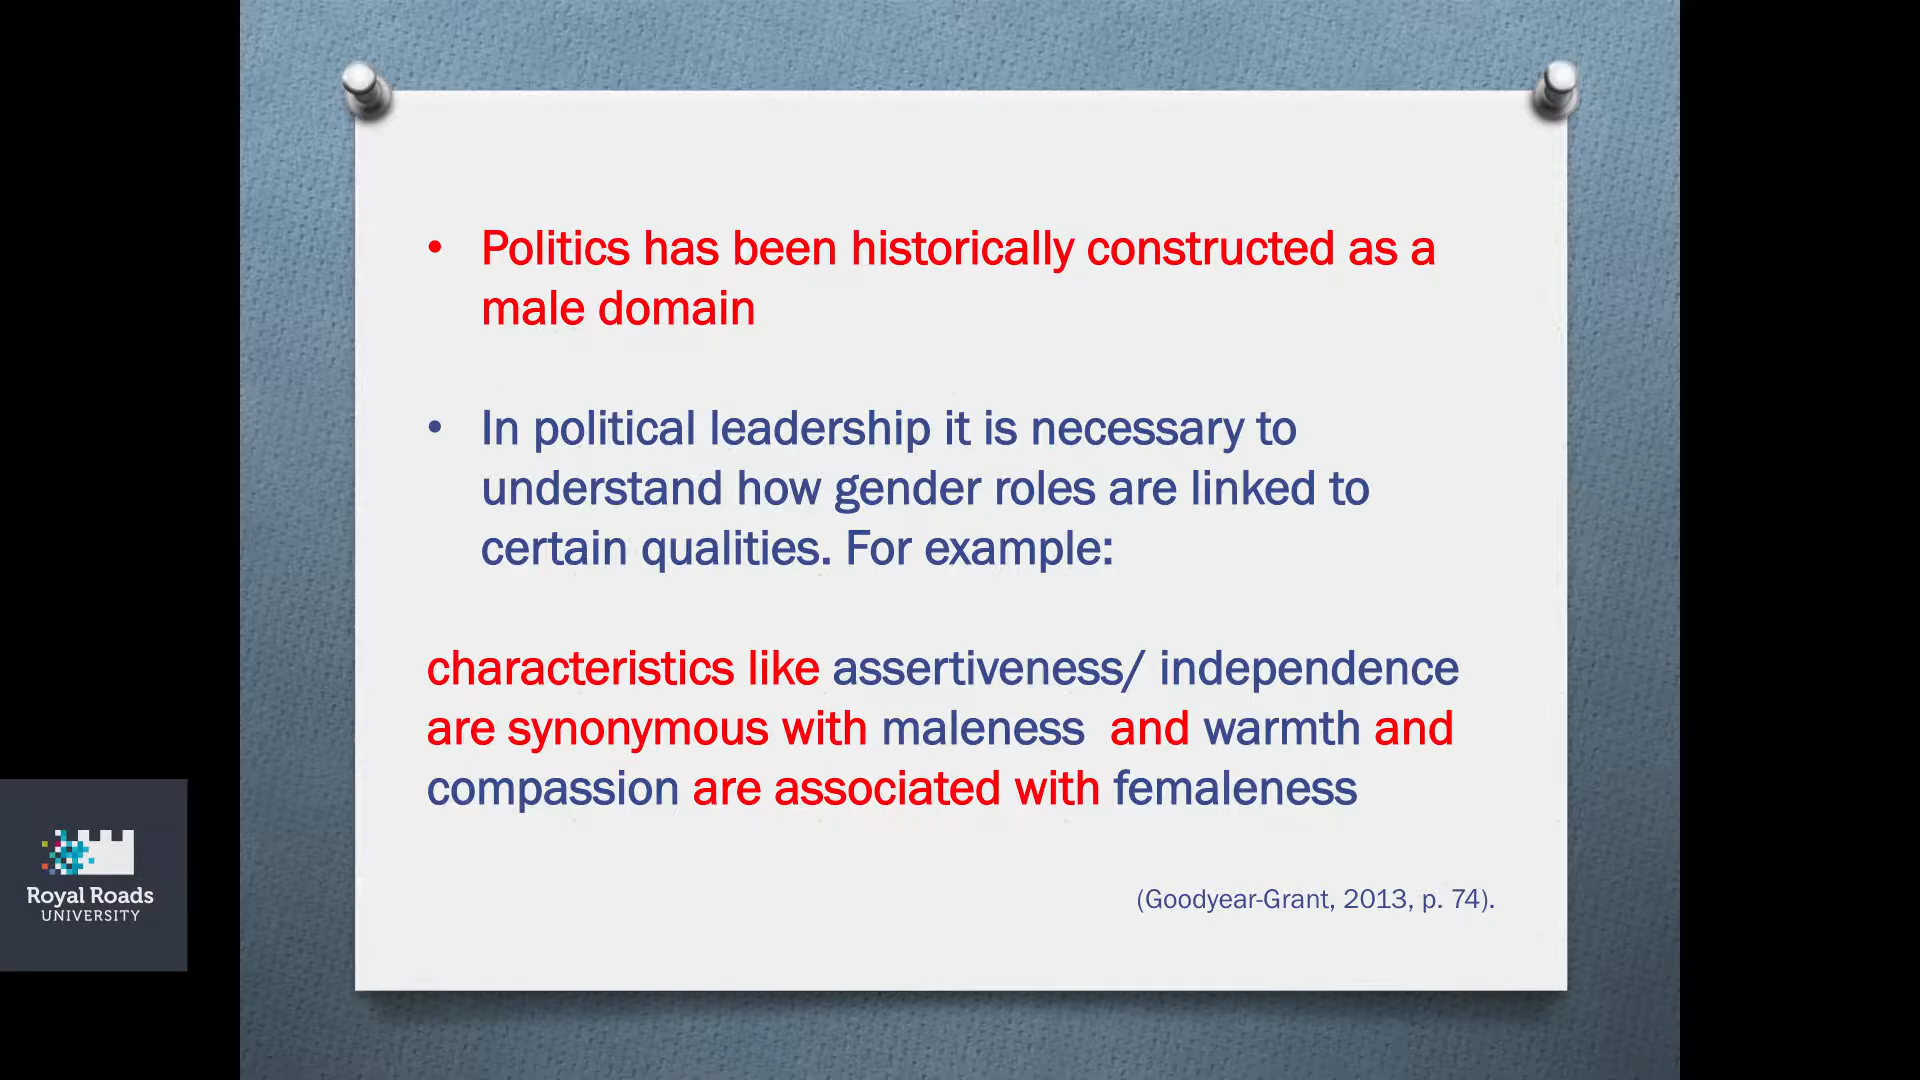 • Politics has been historically constructed as a
male domain
• In political leadership it is necessary to
understand how gender roles are linked to
certain qualities. For example:
characteristics like assertiveness/ independence
are synonymous with maleness  and warmth and
compassion are associated with femaleness
(Goodyear-Grant, 2013, p. 74).
Royal Roads
UNIVERSITY